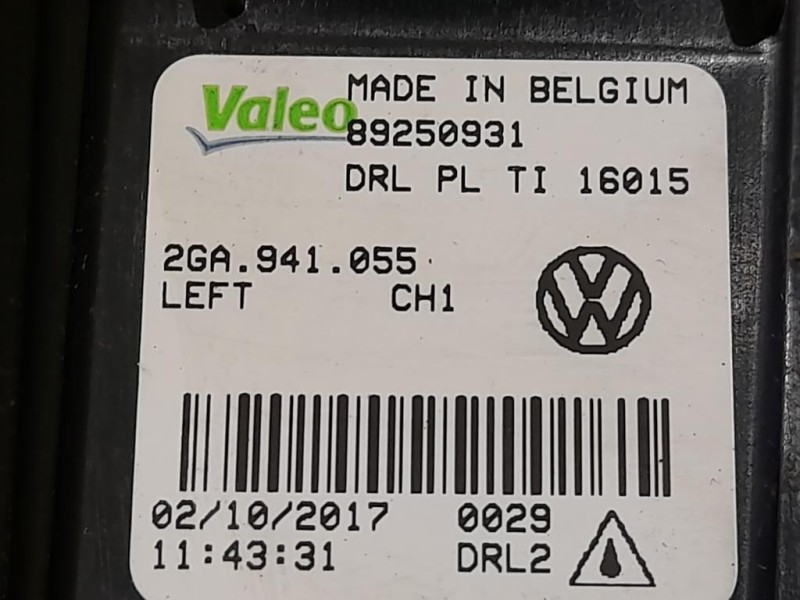 Valeo MADE IN BELGIUM
89250931
DRL PL TI 16015
2GA.941.055
LEFT CH1
02/10/2017 0029
11:43:31 DRL2